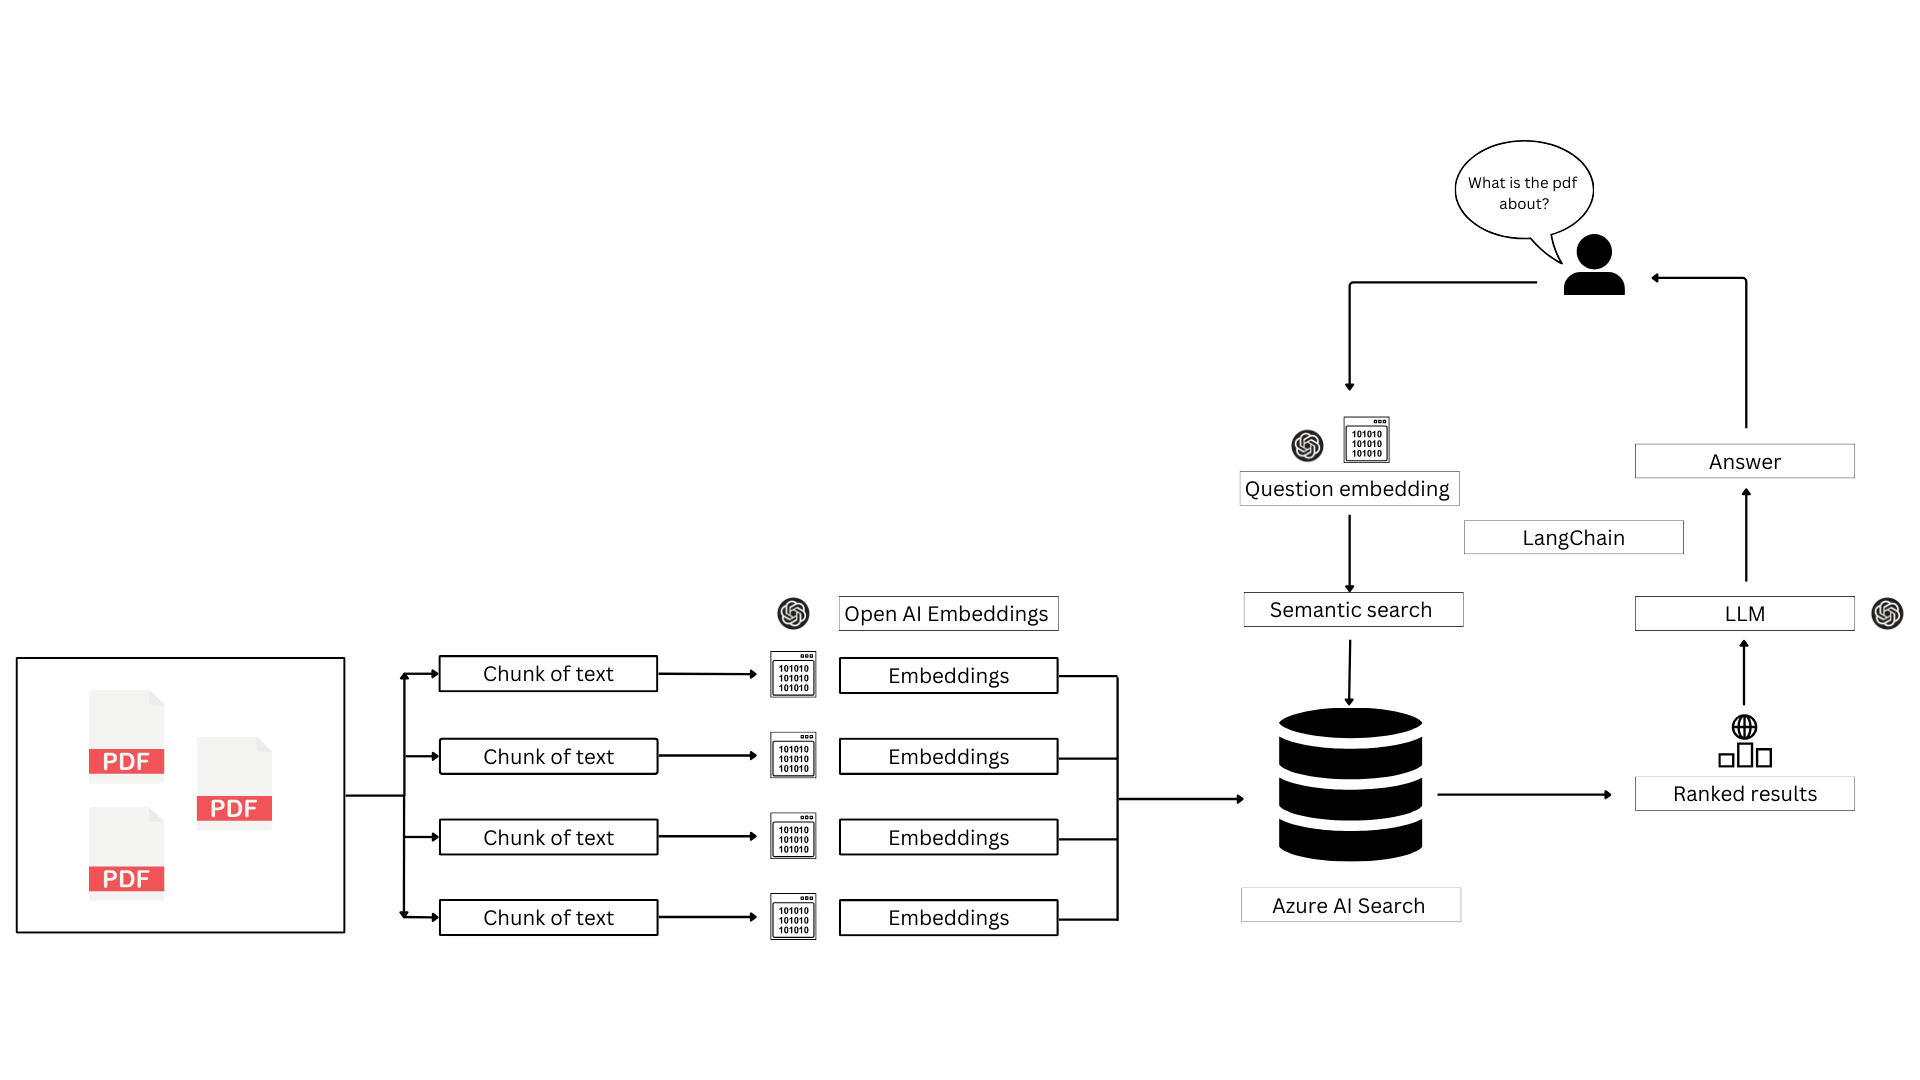 What is the pdf
about?
Question embedding
Answer
LangChain
Semantic search
LLM
Open AI Embeddings
PDF
PDF
PDF
Chunk of text
101010
101010
101010
Embeddings
Chunk of text
101010
101010
101010
Embeddings
Chunk of text
101010
101010
101010
Embeddings
Chunk of text
101010
101010
101010
Embeddings
101010
101010
101010
Azure AI Search
Ranked results